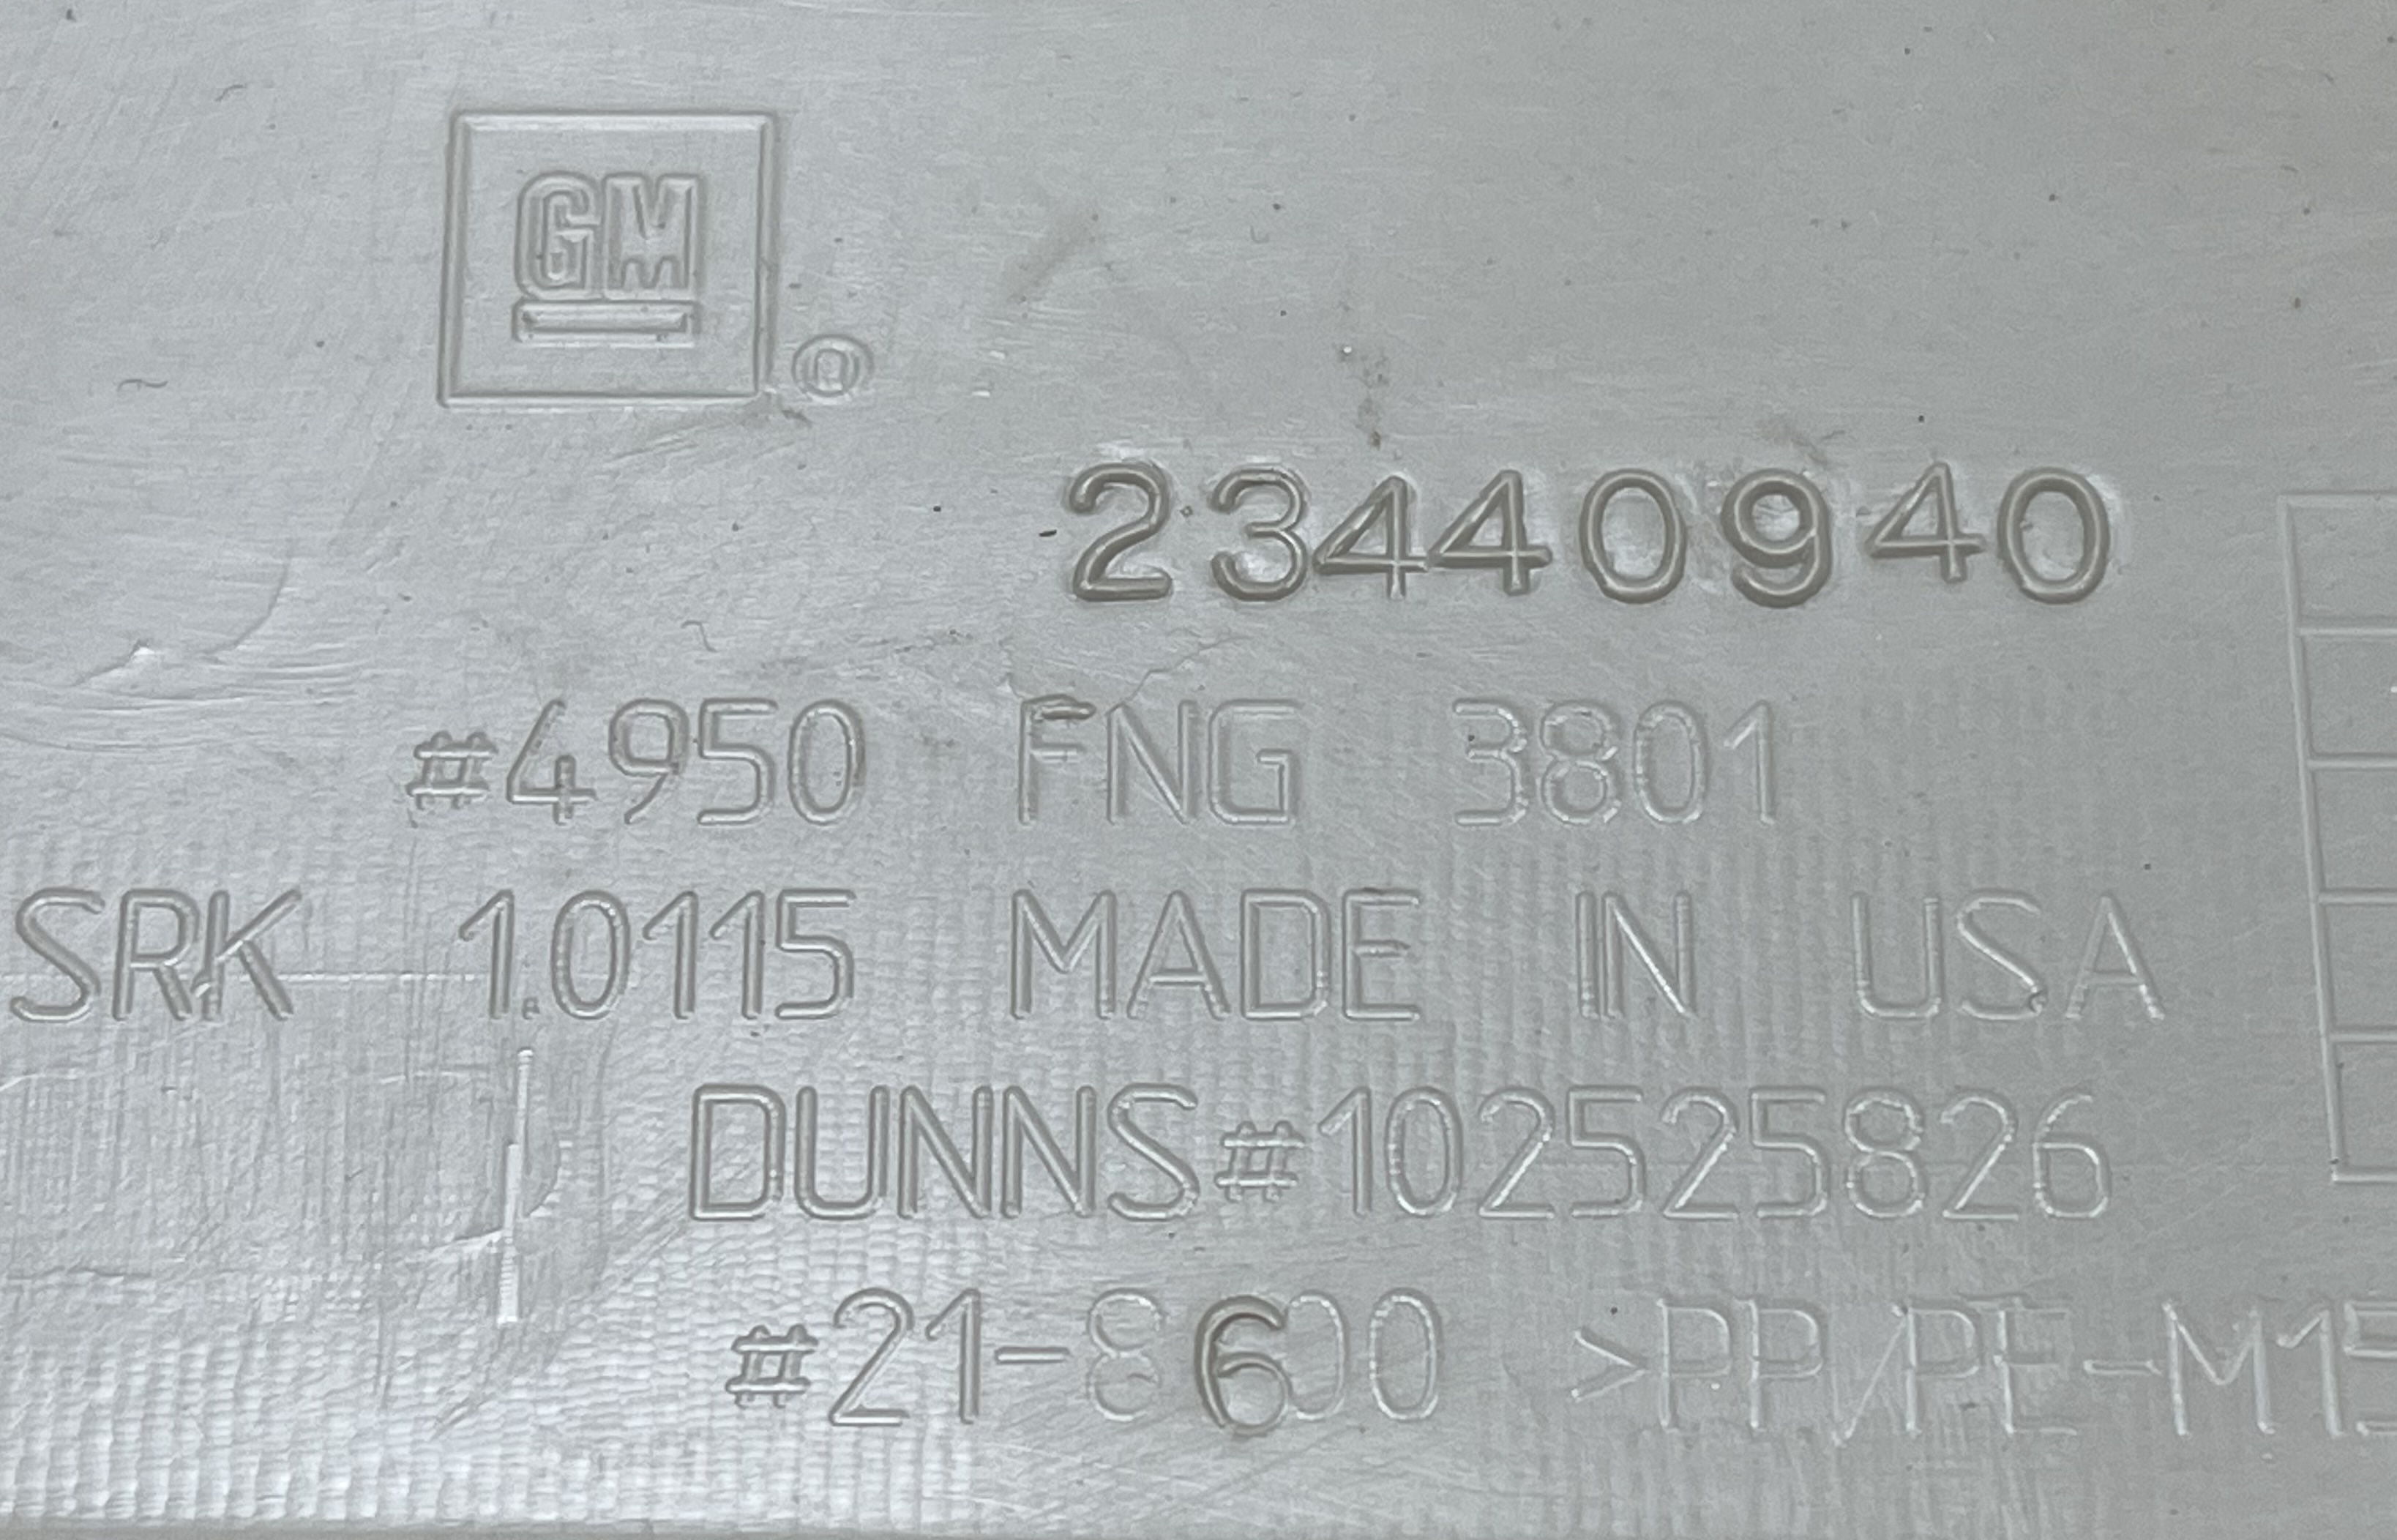 GM
23440940
#4950 FNG 3801
SRK 1.0115 MADE IN USA
DUNNS#102525826
#21-8600 >PP/PE-M15